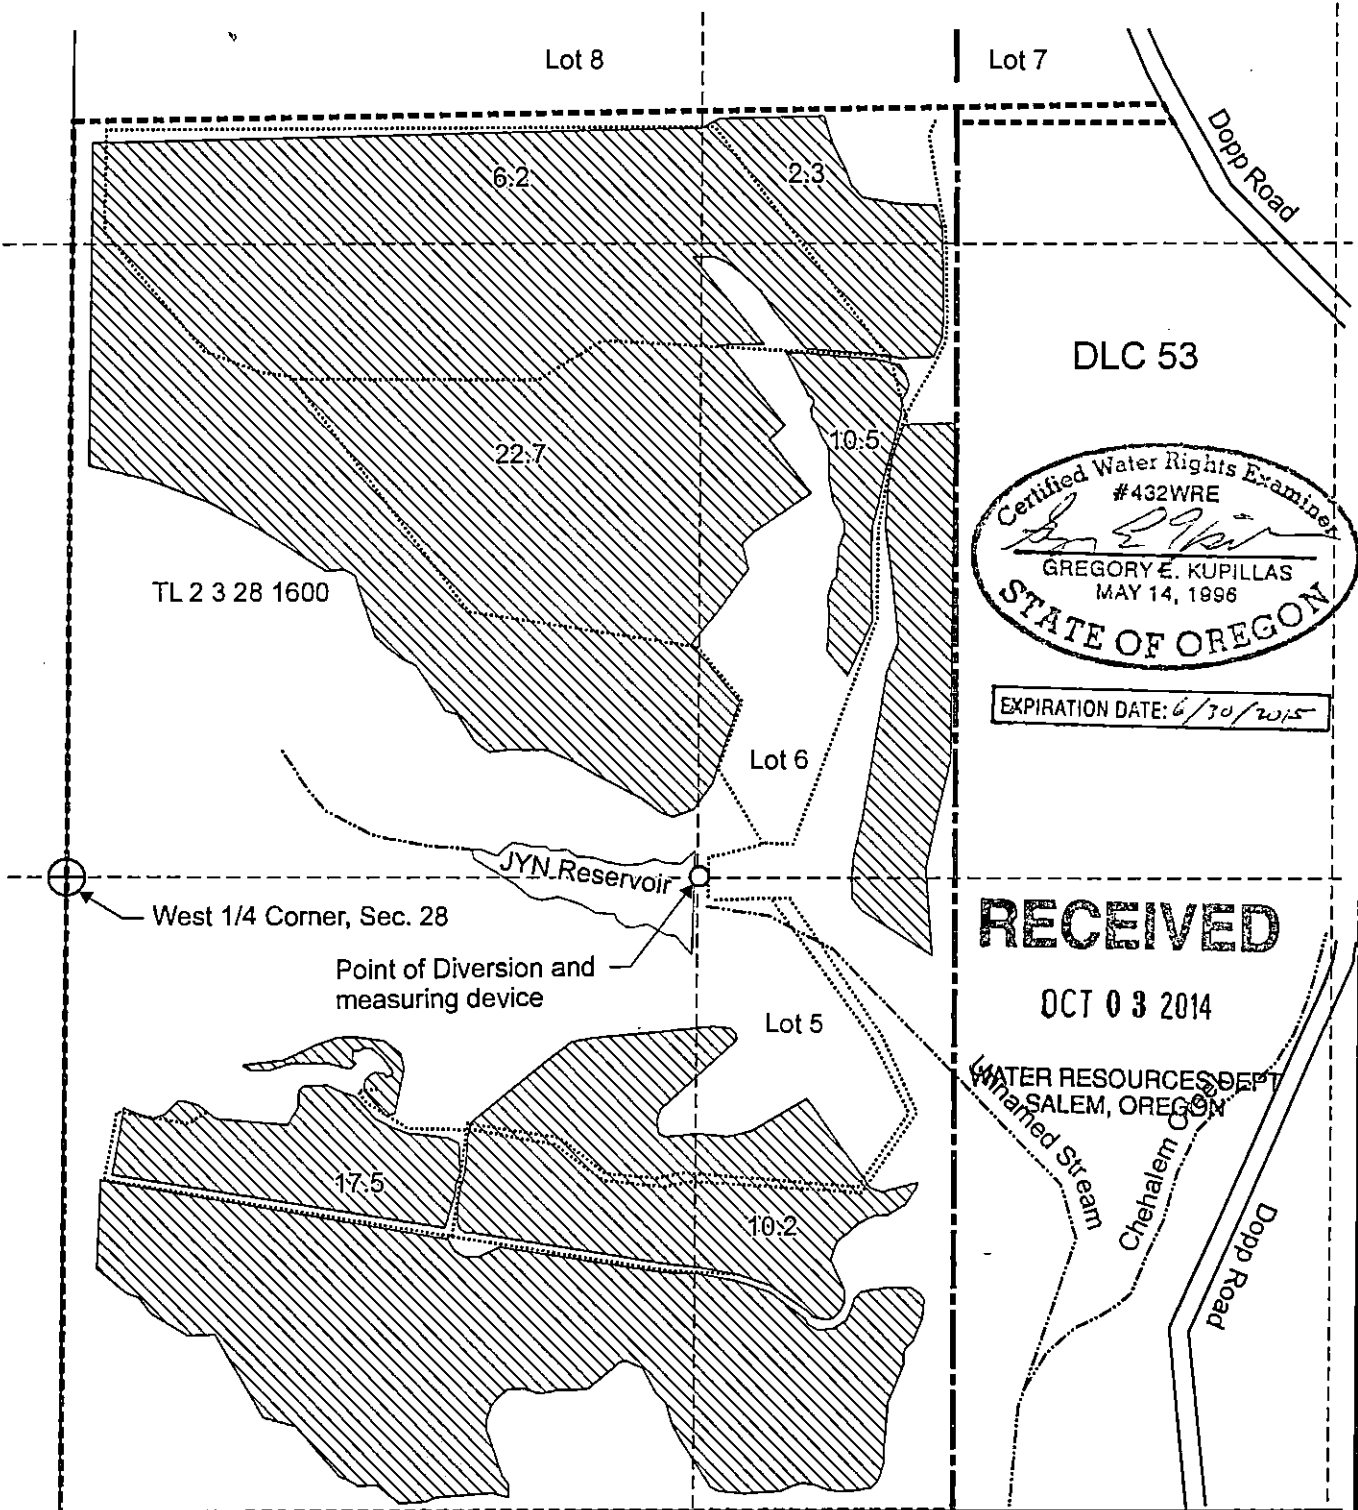 Lot 8
Lot 7
Dopp Road
6.2
2.3
DLC 53
22.7
10.5
Certified Water Rights Examiner
#432WRE
GREGORY E. KUPILLAS
MAY 14, 1996
STATE OF OREGON
TL 2 3 28 1600
EXPIRATION DATE: 6/30/2015
Lot 6
JYN Reservoir
West 1/4 Corner, Sec. 28
RECEIVED
Point of Diversion and
measuring device
OCT 03 2014
Lot 5
WATER RESOURCES DEPT
SALEM, OREGON
Unnamed Stream
Chehalem Creek
17.5
10.2
Dopp Road